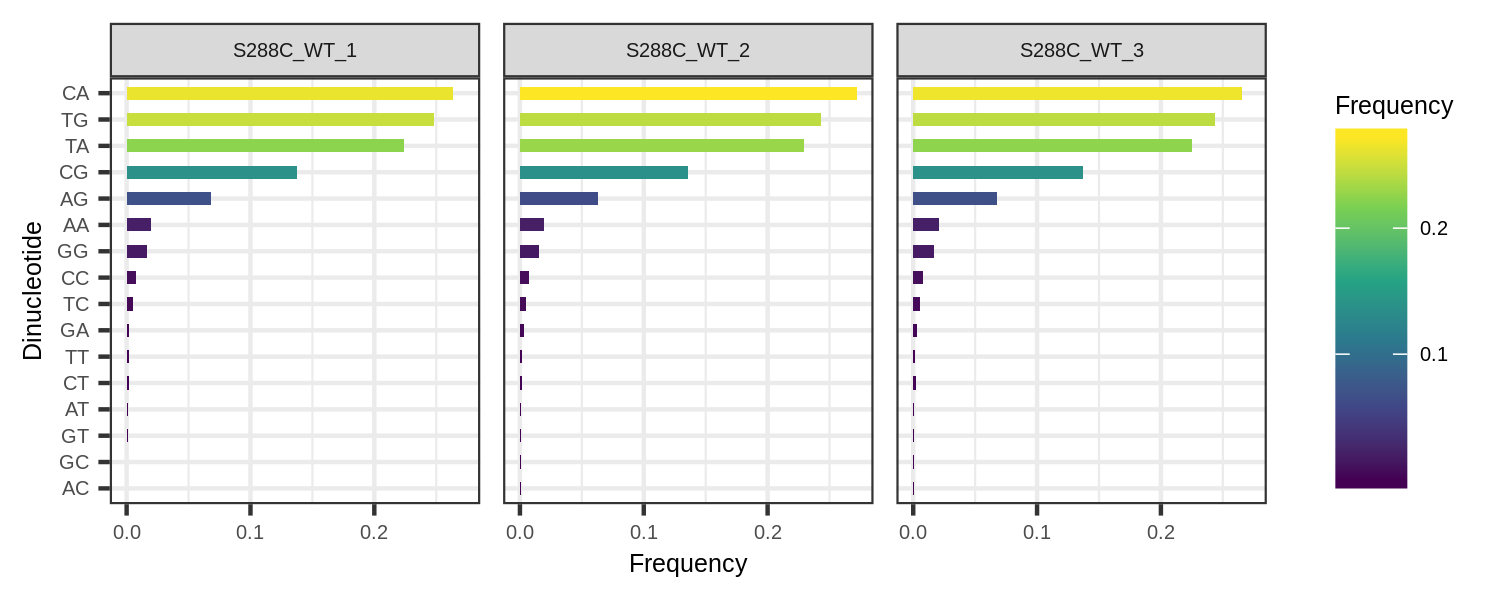 S288C_WT_1 S288C_WT_2 S288C_WT_3
Dinucleotide
CA
TG
TA
CG
AG
AA
GG
CC
TC
GA
TT
CT
AT
GT
GC
AC
0.0 0.1 0.2 0.0 0.1 0.2 0.0 0.1 0.2
Frequency
Frequency
0.2
0.1